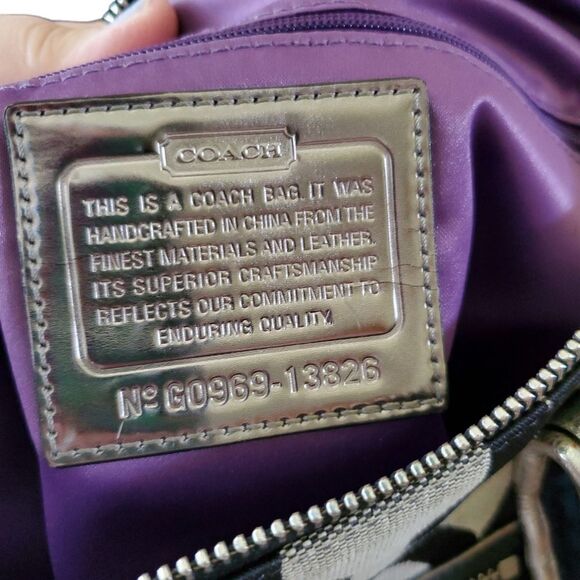 COACH
THIS IS A COACH BAG. IT WAS
HANDCRAFTED IN CHINA FROM THE
FINEST MATERIALS AND LEATHER.
ITS SUPERIOR CRAFTSMANSHIP
REFLECTS OUR COMMITMENT TO
ENDURING QUALITY.
Nº G0969-13826